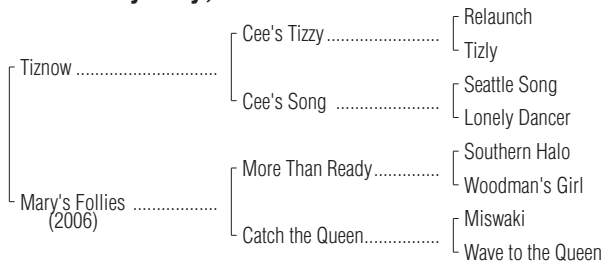 Relaunch
Cee's Tizzy
Tizly
Tiznow
Seattle Song
Cee's Song
Lonely Dancer
Southern Halo
More Than Ready
Woodman's Girl
Mary's Follies
(2006)
Miswaki
Catch the Queen
Wave to the Queen